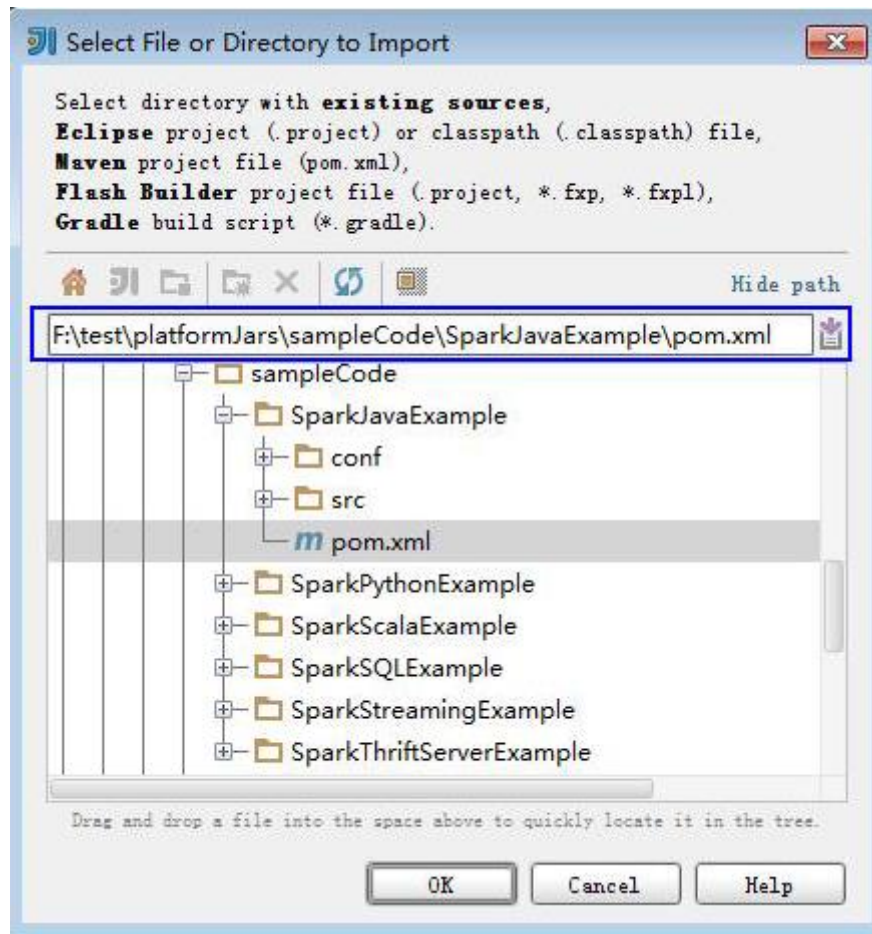 Select File or Directory to Import
Select directory with existing sources,
Eclipse project (.project) or classpath (.classpath) file,
Maven project file (pom.xml),
Flash Builder project file (.project, *.fxp, *.fxpl),
Gradle build script (*.gradle).
Hide path
F:\test\platformJars\sampleCode\SparkJavaExample\pom.xml
sampleCode
SparkJavaExample
conf
src
pom.xml
SparkPythonExample
SparkScalaExample
SparkSQLExample
SparkStreamingExample
SparkThriftServerExample
Drag and drop a file into the space above to quickly locate it in the tree.
OK Cancel Help